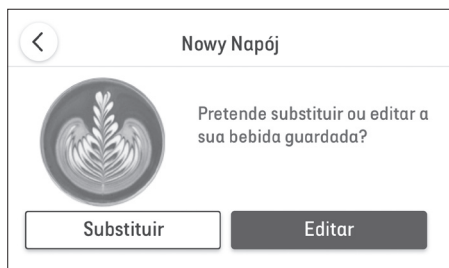 Nowy Napój
Pretende substituir ou editar a
sua bebida guardada?
Substituir
Editar